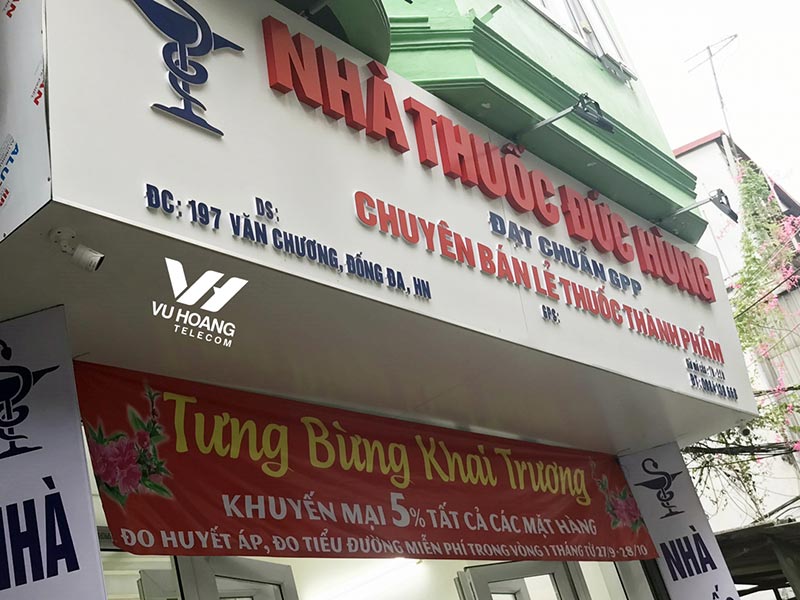 NHÀ THUỐC ĐỨC HÙNG
ĐẠT CHUẨN GPP
DS:
ĐC: 197 VĂN CHƯƠNG, ĐỐNG ĐA, HN
CHUYÊN BÁN LẺ THUỐC THÀNH PHẨM
GPS:
VU HOANG
TELECOM
Tưng Bừng Khai Trương
KHUYẾN MẠI 5% TẤT CẢ CÁC MẶT HÀNG
ĐO HUYẾT ÁP, ĐO TIỂU ĐƯỜNG MIỄN PHÍ TRONG VÒNG 1 THÁNG TỪ 27/9-28/10
NHÀ
NHÀ